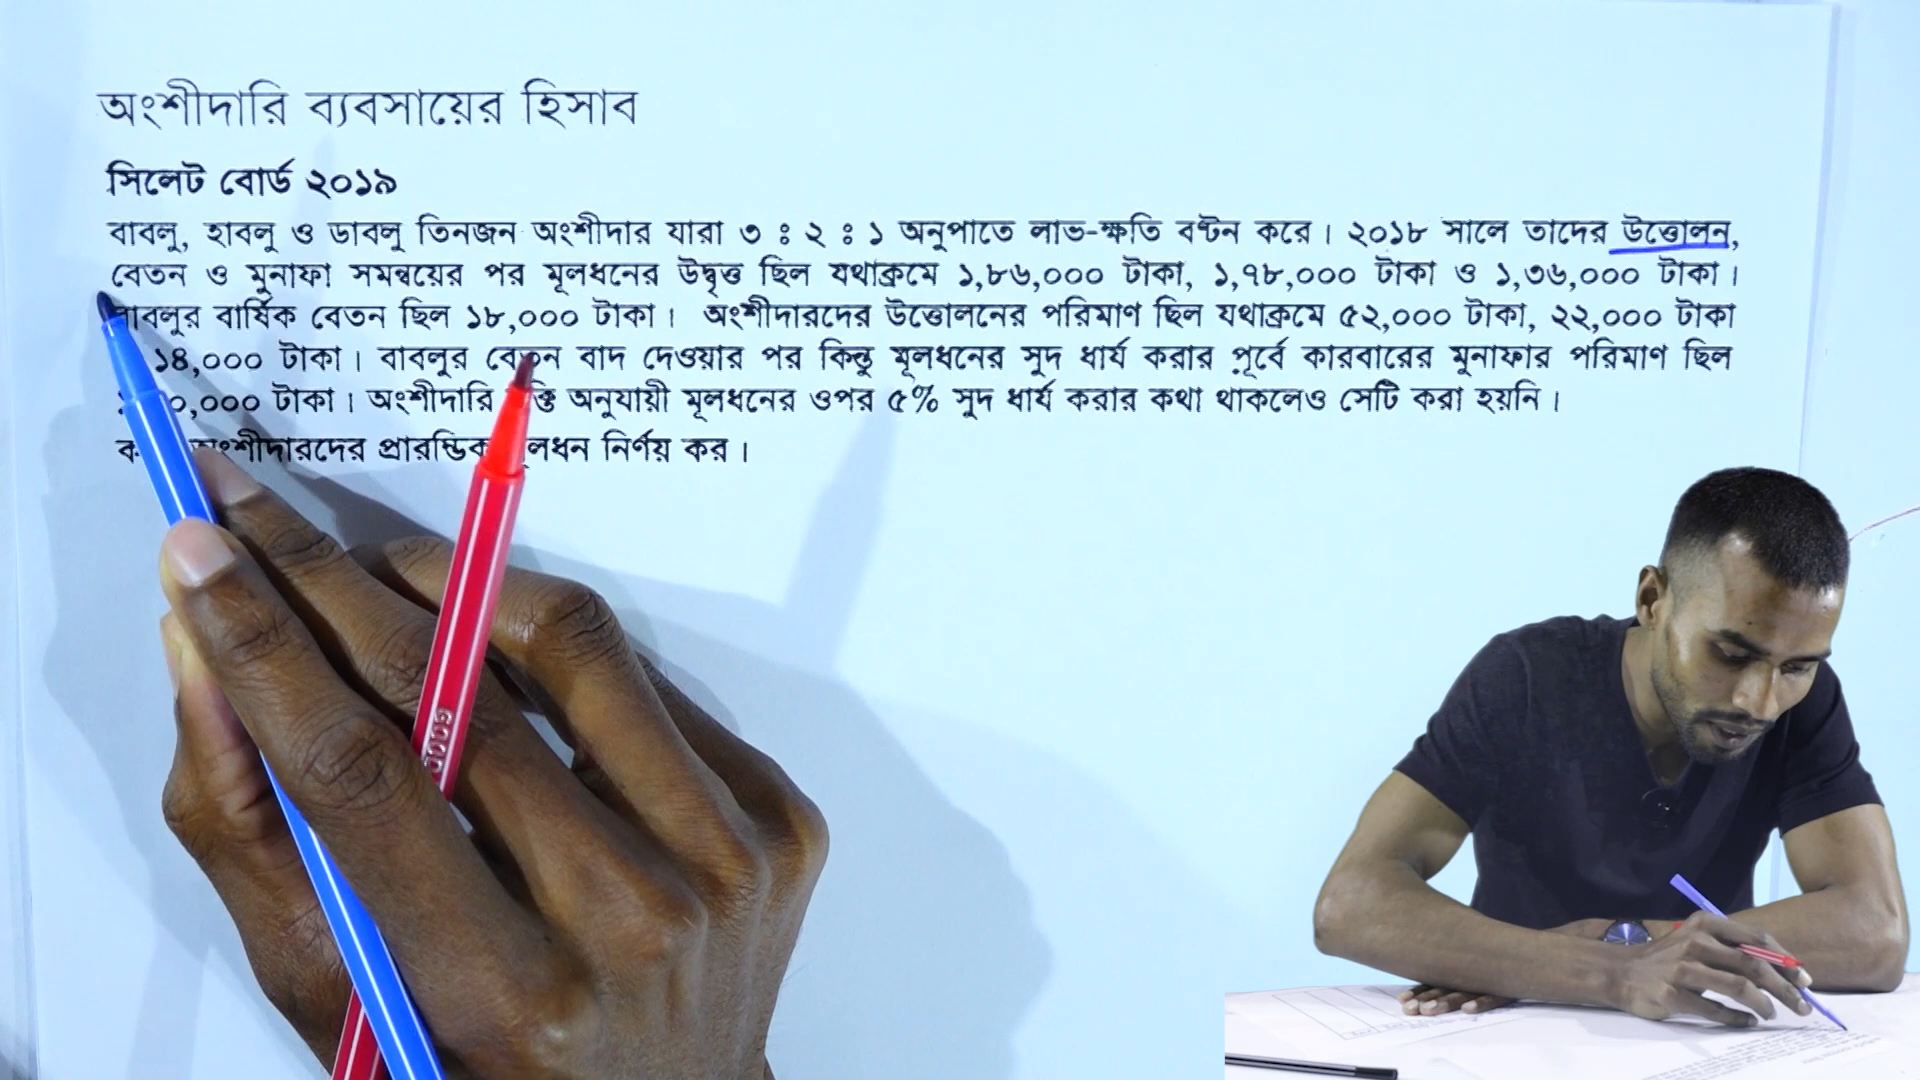 অংশীদারি ব্যবসায়ের হিসাব
সিলেট বোর্ড ২০১৯
বাবলু, হাবলু ও ডাবলু তিনজন অংশীদার যারা ৩ ঃ ২ ঃ ১ অনুপাতে লাভ-ক্ষতি বণ্টন করে। ২০১৮ সালে তাদের উত্তোলন,
বেতন ও মুনাফা সমন্বয়ের পর মূলধনের উদ্বৃত্ত ছিল যথাক্রমে ১,৮৬,০০০ টাকা, ১,৭৮,০০০ টাকা ও ১,৩৬,০০০ টাকা।
বাবলুর বার্ষিক বেতন ছিল ১৮,০০০ টাকা। অংশীদারদের উত্তোলনের পরিমাণ ছিল যথাক্রমে ৫২,০০০ টাকা, ২২,০০০ টাকা
১৪,০০০ টাকা। বাবলুর বেতন বাদ দেওয়ার পর কিন্তু মূলধনের সুদ ধার্য করার পূর্বে কারবারের মুনাফার পরিমাণ ছিল
টাকা। অংশীদারি অনুযায়ী মূলধনের ওপর ৫% সুদ ধার্য করার কথা থাকলেও সেটি করা হয়নি।
অংশীদারদের প্রারম্ভিক মূলধন নির্ণয় কর।